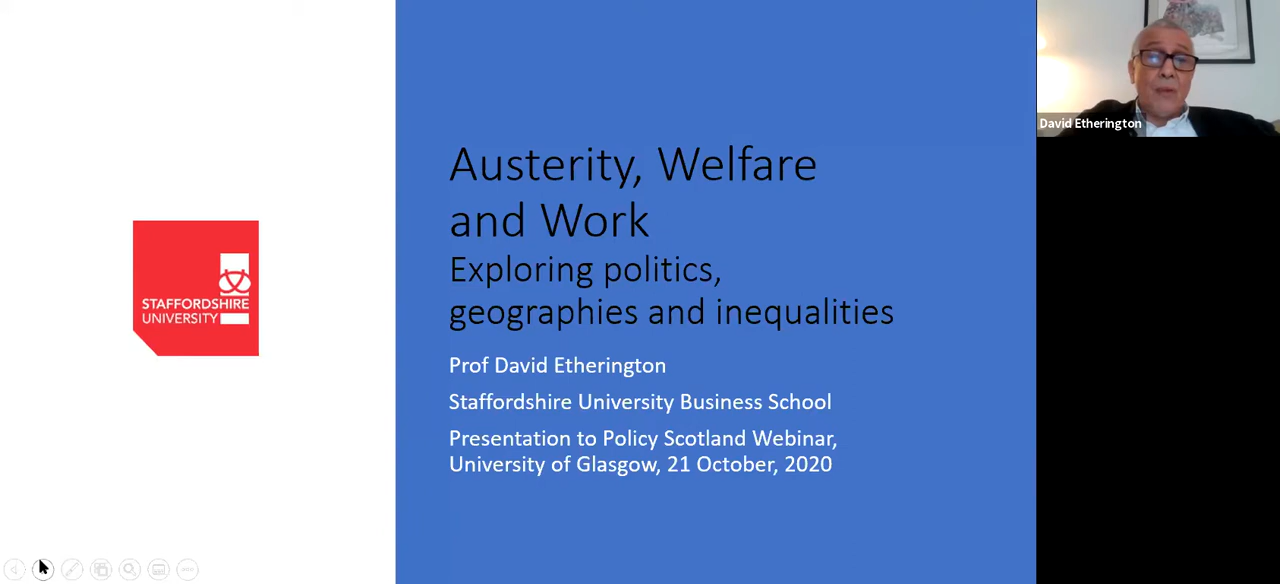 STAFFORDSHIRE
UNIVERSITY
Austerity, Welfare
and Work
Exploring politics,
geographies and inequalities
Prof David Etherington
Staffordshire University Business School
Presentation to Policy Scotland Webinar,
University of Glasgow, 21 October, 2020
David Etherington